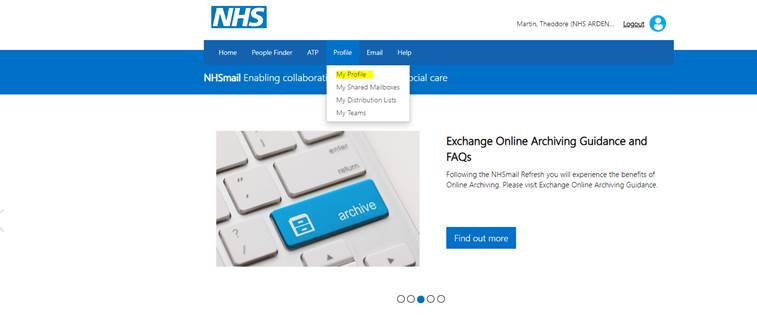 NHS
Martin, Theodore (NHS ARDEN... Logout
Home People Finder ATP Profile Email Help
My Profile
My Shared Mailboxes
My Distribution Lists
My Teams
NHSmail Enabling collaborati ocial care
enter
return
archive
Exchange Online Archiving Guidance and
FAQs
Following the NHSmail Refresh you will experience the benefits of
Online Archiving. Please visit Exchange Online Archiving Guidance.
Find out more